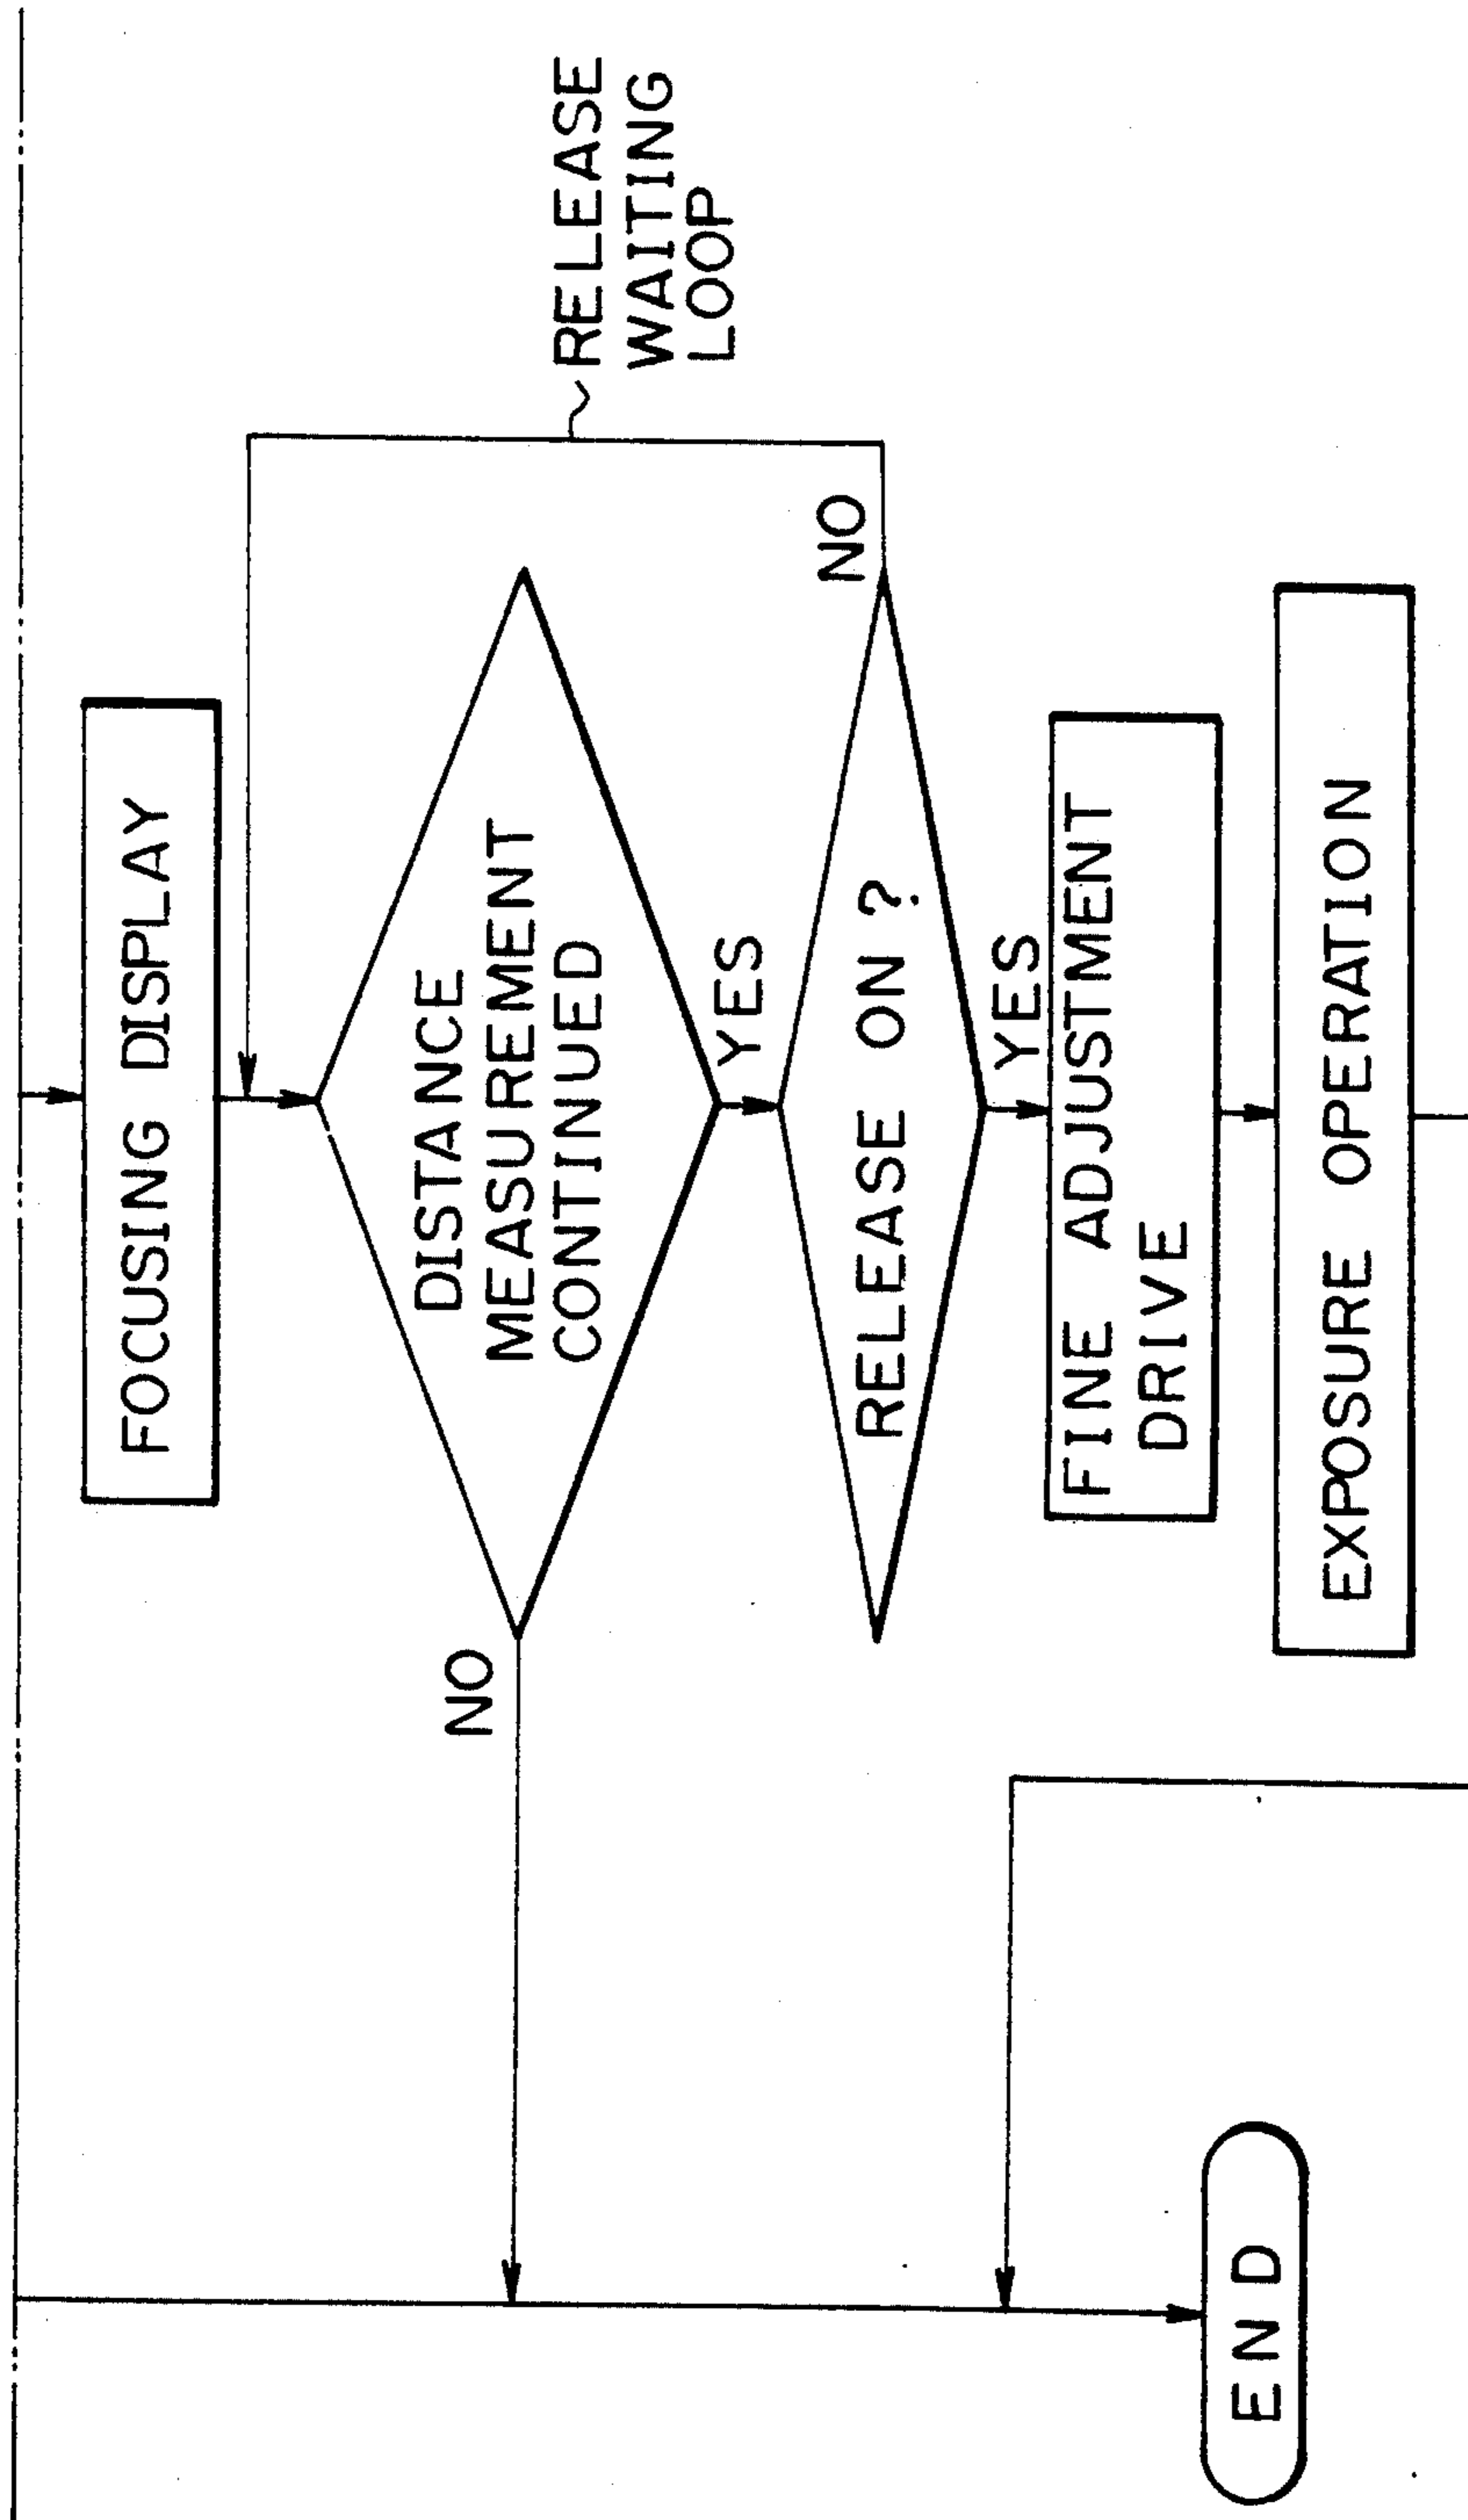 FOCUSING DISPLAY
DISTANCE
MEASUREMENT
CONTINUED
NO
YES
RELEASE
WAITING
LOOP
RELEASE ON ?
NO
YES
FINE ADJUSTMENT
DRIVE
EXPOSURE OPERATION
END